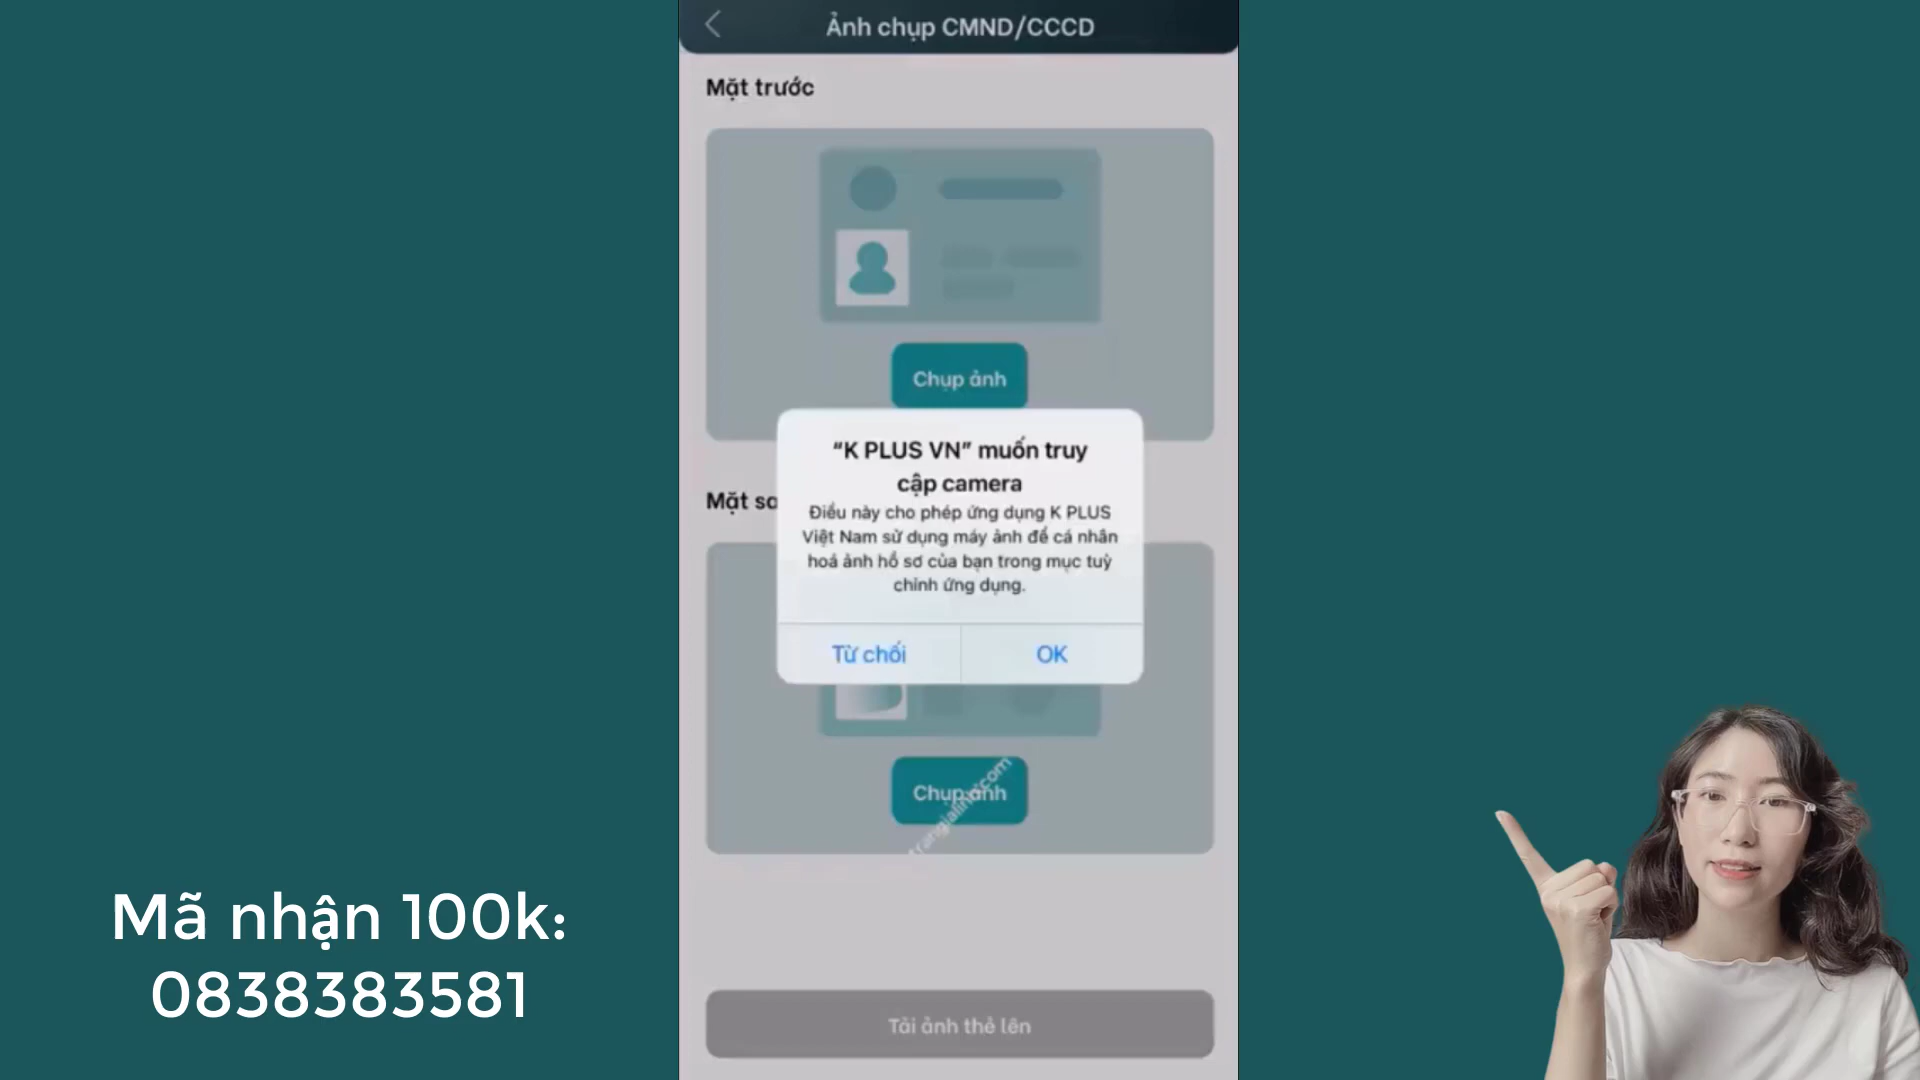 Ảnh chụp CMND/CCCD
Mặt trước
Chụp ảnh
“K PLUS VN” muốn truy
cập camera
Điều này cho phép ứng dụng K PLUS
Việt Nam sử dụng máy ảnh để cá nhân
hoá ảnh hồ sơ của bạn trong mục tuỳ
chỉnh ứng dụng.
Từ chối
OK
Mặt
Chụp ảnh
Tải ảnh thẻ lên
Mã nhận 100k:
0838383581